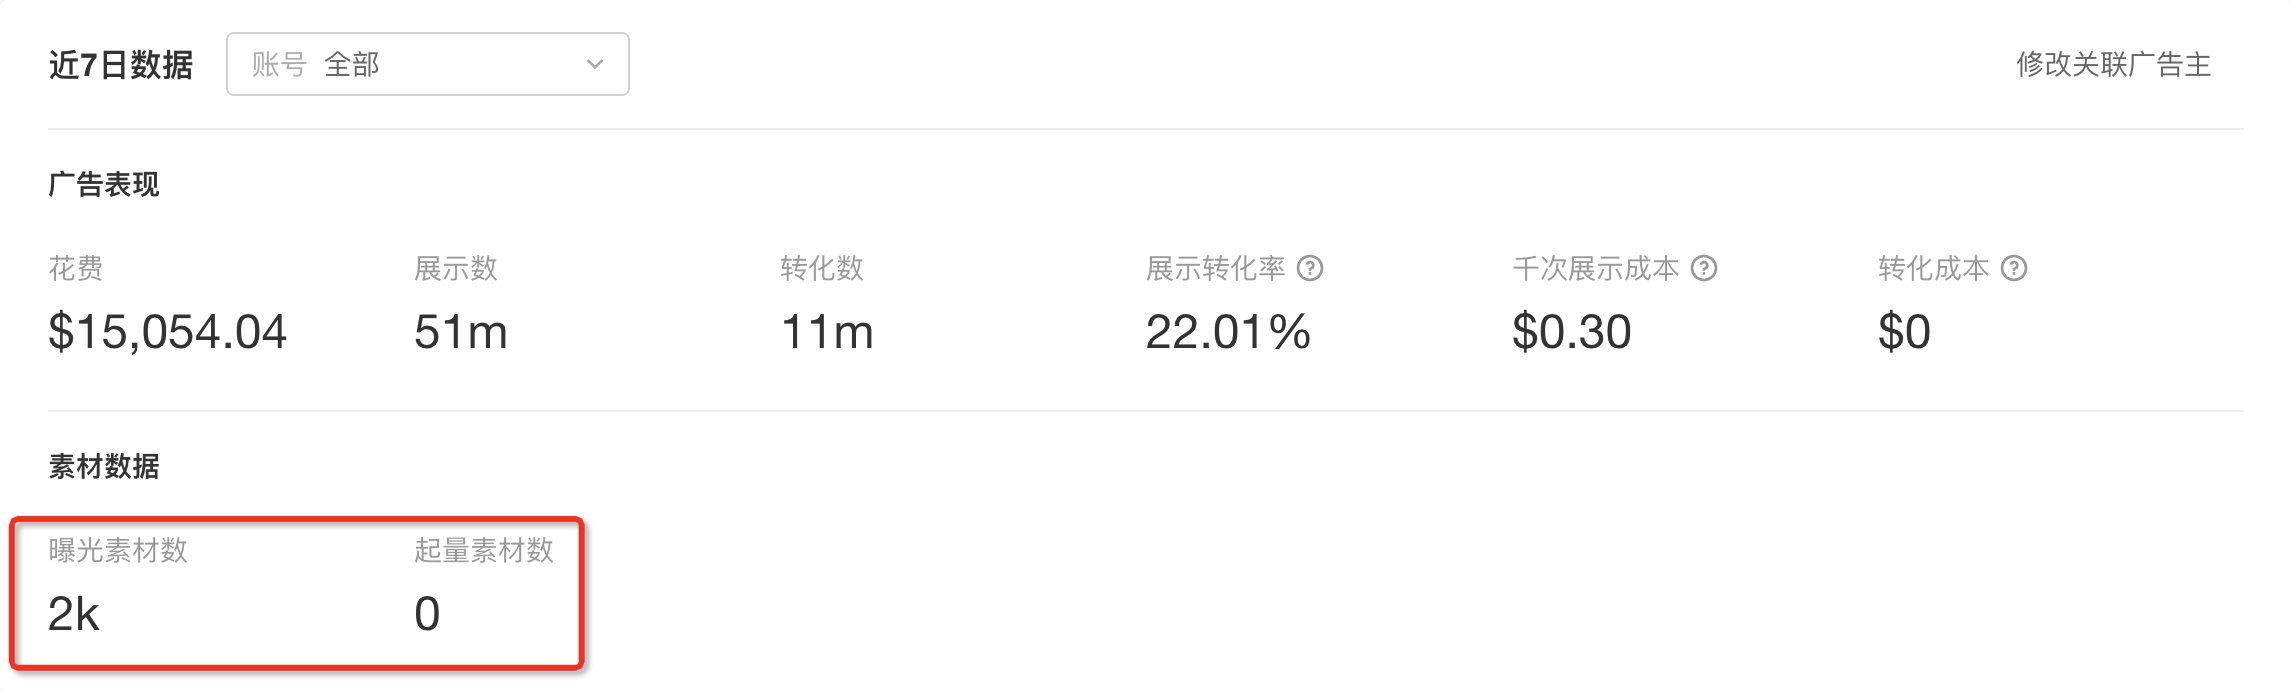 近7日数据 账号 全部 修改关联广告主
广告表现
花费 展示数 转化数 展示转化率 千次展示成本 转化成本
$15,054.04 51m 11m 22.01% $0.30 $0
素材数据
曝光素材数 起量素材数
2k 0